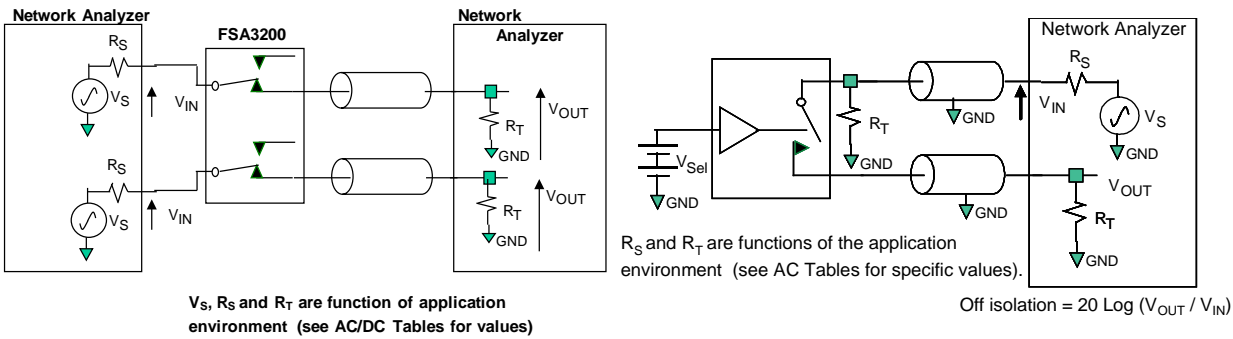 Network Analyzer
FSA3200
Network
Analyzer
RS
VS
VIN
RT
VOUT
GND
RS
VS
VIN
RT
VOUT
GND
VS, RS and RT are function of application
environment (see AC/DC Tables for values)
Network Analyzer
RS
VIN
VS
GND
GND
RT
GND
VSel
GND
GND
VOUT
RT
GND
RS and RT are functions of the application
environment (see AC Tables for specific values).
Off isolation = 20 Log (VOUT / VIN)